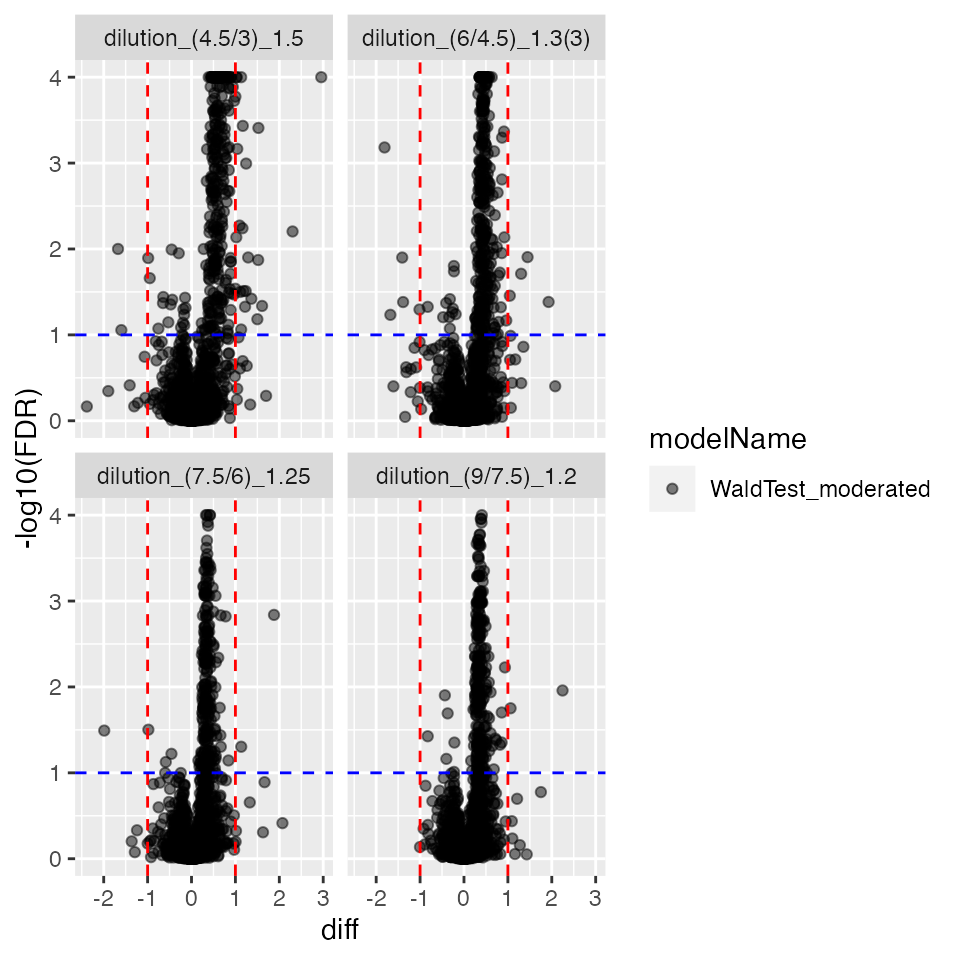 dilution_(4.5/3)_1.5
dilution_(6/4.5)_1.3(3)
4
3
2
1
0
dilution_(7.5/6)_1.25
dilution_(9/7.5)_1.2
4
3
2
1
0
-2 -1 0 1 2 3
-2 -1 0 1 2 3
diff
-log10(FDR)
modelName
WaldTest_moderated